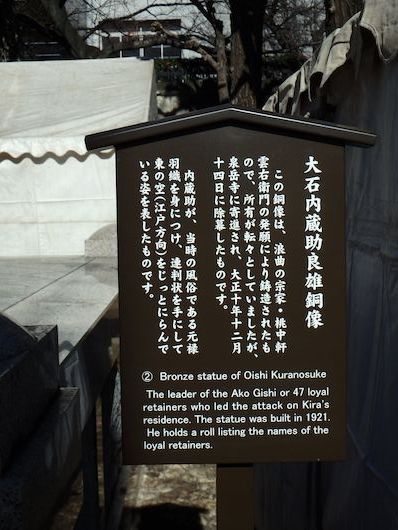 大石内蔵助良雄銅像
この銅像は、浪曲の宗家・桃中軒
雲右衛門の発願により鋳造されたも
ので、所有が転々としていましたが、
泉岳寺に寄進され、大正十年十二月
十四日に除幕したものです。
内蔵助が、当時の風俗である元禄
羽織を身につけ、連判状を手にして
東の空(江戸方向)をじっとにらんで
いる姿を表したものです。
② Bronze statue of Oishi Kuranosuke
The leader of the Ako Gishi or 47 loyal
retainers who led the attack on Kira's
residence. The statue was built in 1921.
He holds a roll listing the names of the
loyal retainers.